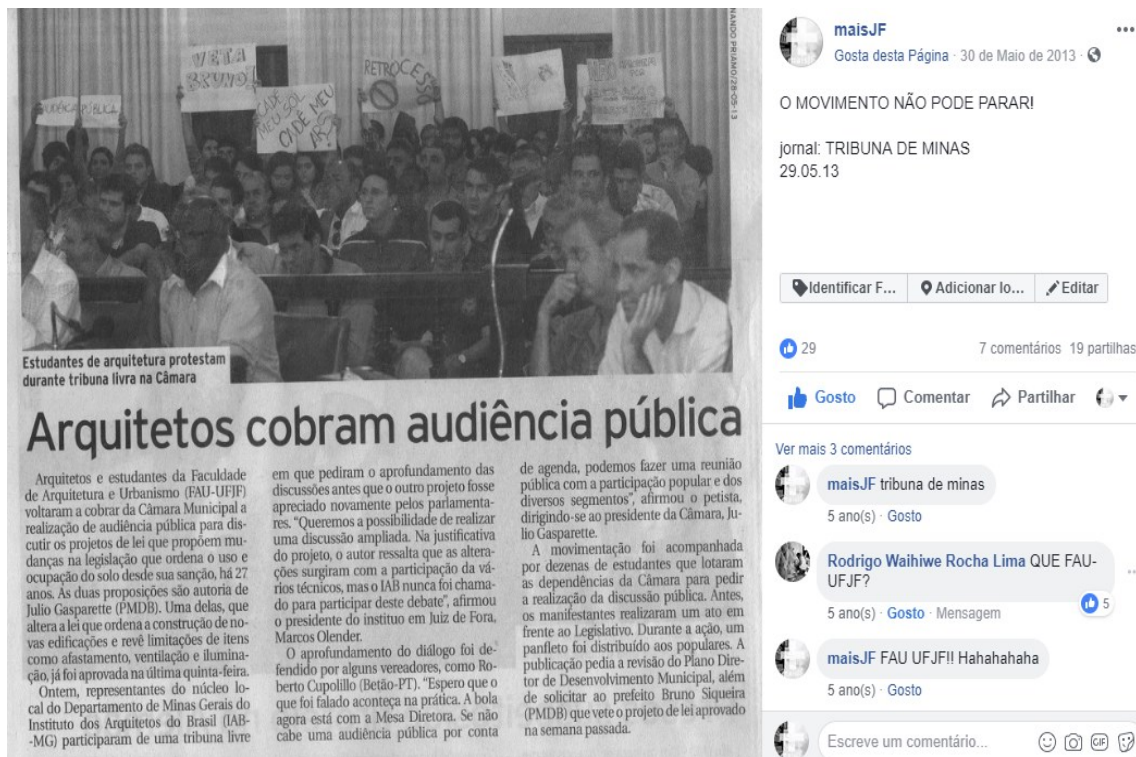 NANDO PRIAMO/28-05-13
VETA
BRUNO!
RETROCESSO
AUDIÊNCIA PÚBLICA
CADÊ
MEU SOL
CADÊ MEU
AR?
Estudantes de arquitetura protestam
durante tribuna livra na Câmara
Arquitetos cobram audiência pública
Arquitetos e estudantes da Faculdade
de Arquitetura e Urbanismo (FAU-UFJF)
voltaram a cobrar da Câmara Municipal a
realização de audiência pública para dis-
cutir os projetos de lei que propõem mu-
danças na legislação que ordena o uso e
ocupação do solo desde sua sanção, há 27
anos. As duas proposições são autoria de
Julio Gasparette (PMDB). Uma delas, que
altera a lei que ordena a construção de no-
vas edificações e revê limitações de itens
como afastamento, ventilação e ilumina-
ção, já foi aprovada na última quinta-feira.
Ontem, representantes do núcleo lo-
cal do Departamento de Minas Gerais do
Instituto dos Arquitetos do Brasil (IAB-
-MG) participaram de uma tribuna livre
em que pediram o aprofundamento das
discussões antes que o outro projeto fosse
apreciado novamente pelos parlamenta-
res. "Queremos a possibilidade de realizar
uma discussão ampliada. Na justificativa
do projeto, o autor ressalta que as altera-
ções surgiram com a participação da vá-
rios técnicos, mas o IAB nunca foi chama-
do para participar deste debate", afirmou
o presidente do instituo em Juiz de Fora,
Marcos Olender.
O aprofundamento do diálogo foi de-
fendido por alguns vereadores, como Ro-
berto Cupolillo (Betão-PT). "Espero que o
que foi falado aconteça na prática. A bola
agora está com a Mesa Diretora. Se não
cabe uma audiência pública por conta
de agenda, podemos fazer uma reunião
pública com a participação popular e dos
diversos segmentos", afirmou o petista,
dirigindo-se ao presidente da Câmara, Ju-
lio Gasparette.
A movimentação foi acompanhada
por dezenas de estudantes que lotaram
as dependências da Câmara para pedir
a realização da discussão pública. Antes,
os manifestantes realizaram um ato em
frente ao Legislativo. Durante a ação, um
panfleto foi distribuído aos populares. A
publicação pedia a revisão do Plano Dire-
tor de Desenvolvimento Municipal, além
de solicitar ao prefeito Bruno Siqueira
(PMDB) que vete o projeto de lei aprovado
na semana passada.
maisJF
Gosta desta Página · 30 de Maio de 2013 ·
O MOVIMENTO NÃO PODE PARAR!
jornal: TRIBUNA DE MINAS
29.05.13
Identificar F... Adicionar lo... Editar
29 7 comentários 19 partilhas
Gosto Comentar Partilhar
Ver mais 3 comentários
maisJF tribuna de minas
5 ano(s) · Gosto
Rodrigo Waihiwe Rocha Lima QUE FAU-
UFJF?
5
5 ano(s) · Gosto · Mensagem
maisJF FAU UFJF!! Hahahahaha
5 ano(s) · Gosto
Escreve um comentário...
GIF